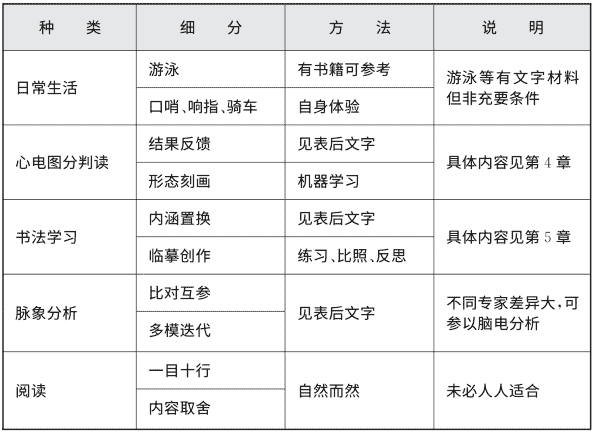 种 类 细 分 方 法 说 明
日常生活
游泳 有书籍可参考
口哨、响指、骑车 自身体验
游泳等有文字材料
但非充要条件
心电图分判读
结果反馈 见表后文字
形态刻画 机器学习
具体内容见第 4 章
书法学习
内涵置换 见表后文字
临摹创作 练习、比照、反思
具体内容见第 5 章
脉象分析
比对互参
多模迭代
见表后文字
不同专家差异大,可
参以脑电分析
阅读
一目十行
内容取舍
自然而然
未必人人适合